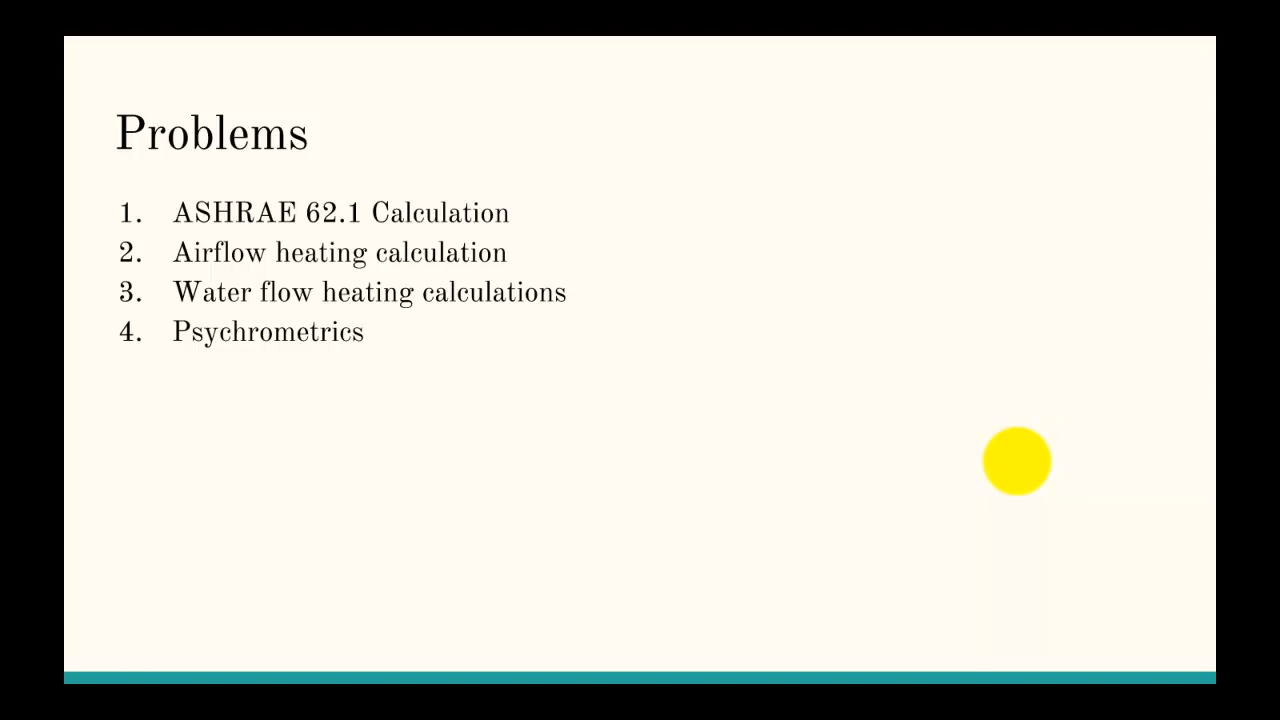 Problems
1. ASHRAE 62.1 Calculation
2. Airflow heating calculation
3. Water flow heating calculations
4. Psychrometrics